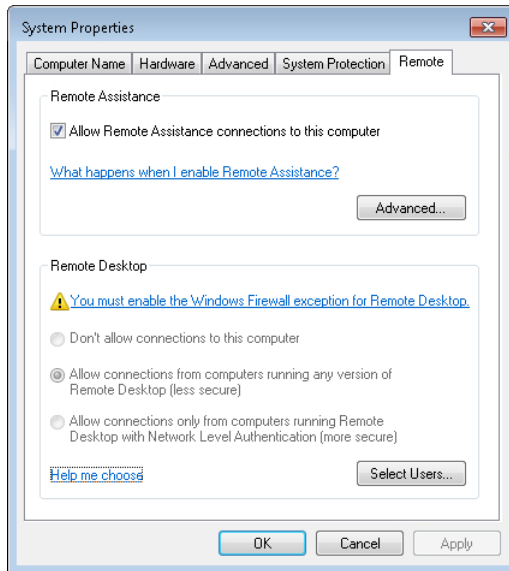 System Properties
Computer Name
Hardware
Advanced
System Protection
Remote
Remote Assistance
Allow Remote Assistance connections to this computer
What happens when I enable Remote Assistance?
Advanced...
Remote Desktop
You must enable the Windows Firewall exception for Remote Desktop.
Don't allow connections to this computer
Allow connections from computers running any version of
Remote Desktop (less secure)
Allow connections only from computers running Remote
Desktop with Network Level Authentication (more secure)
Help me choose
Select Users...
OK
Cancel
Apply